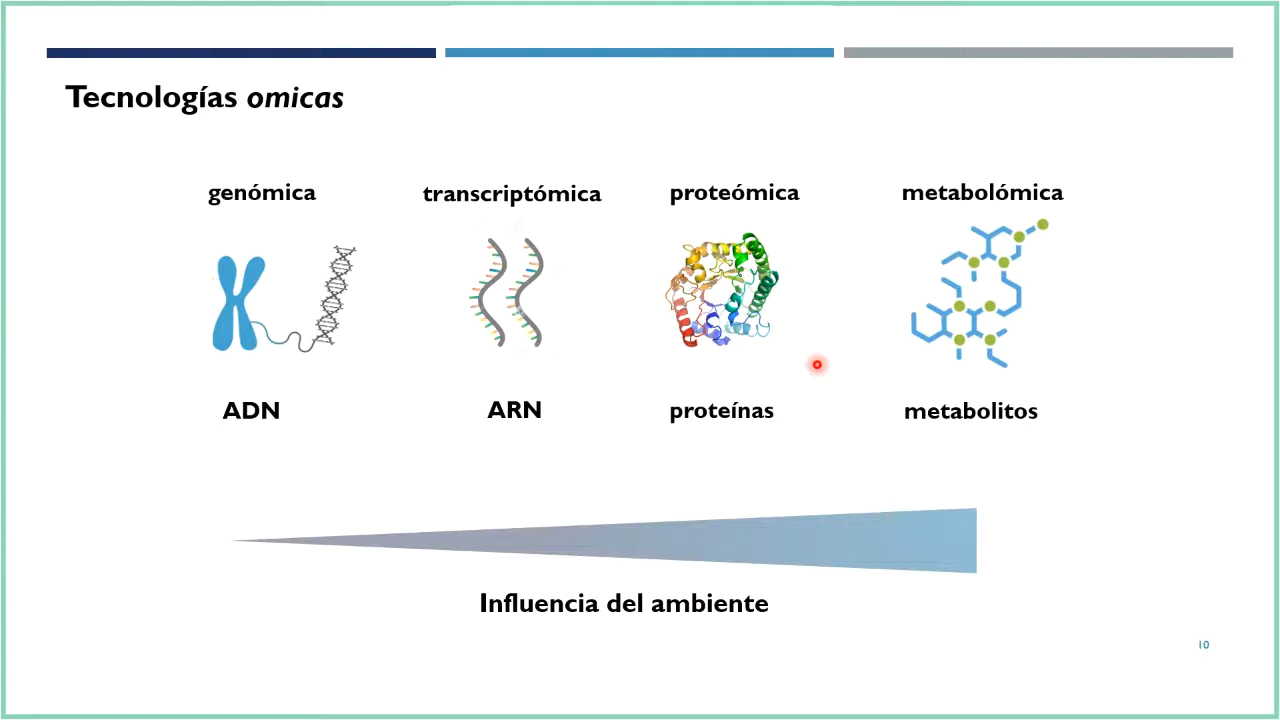 Tecnologías omicas
genómica
transcriptómica
proteómica
metabolómica
ADN
ARN
proteínas
metabolitos
Influencia del ambiente
10